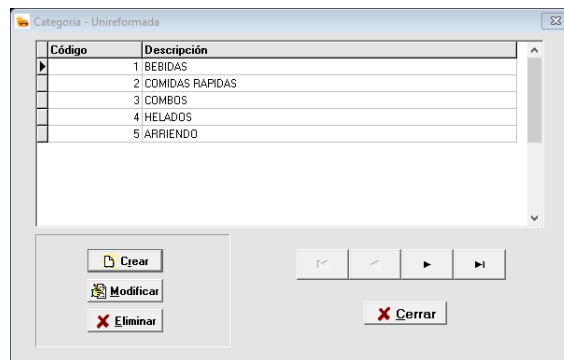 Categoría - Unireformada
Código Descripción
1 BEBIDAS
2 COMIDAS RAPIDAS
3 COMBOS
4 HELADOS
5 ARRIENDO
Crear
Modificar
Eliminar
Cerrar